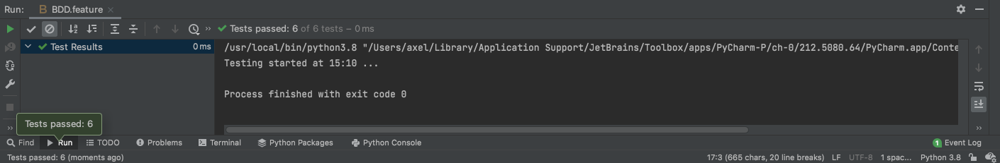 Run: BDD.feature
Tests passed: 6 of 6 tests – 0 ms
Test Results 0 ms
/usr/local/bin/python3.8 "/Users/axel/Library/Application Support/JetBrains/Toolbox/apps/PyCharm-P/ch-0/212.5080.64/PyCharm.app/Conte
Testing started at 15:10 ...
Process finished with exit code 0
Tests passed: 6
Find Run TODO Problems Terminal Python Packages Python Console 1 Event Log
Tests passed: 6 (moments ago) 17:3 (665 chars, 20 line breaks) LF UTF-8 1 spac... Python 3.8